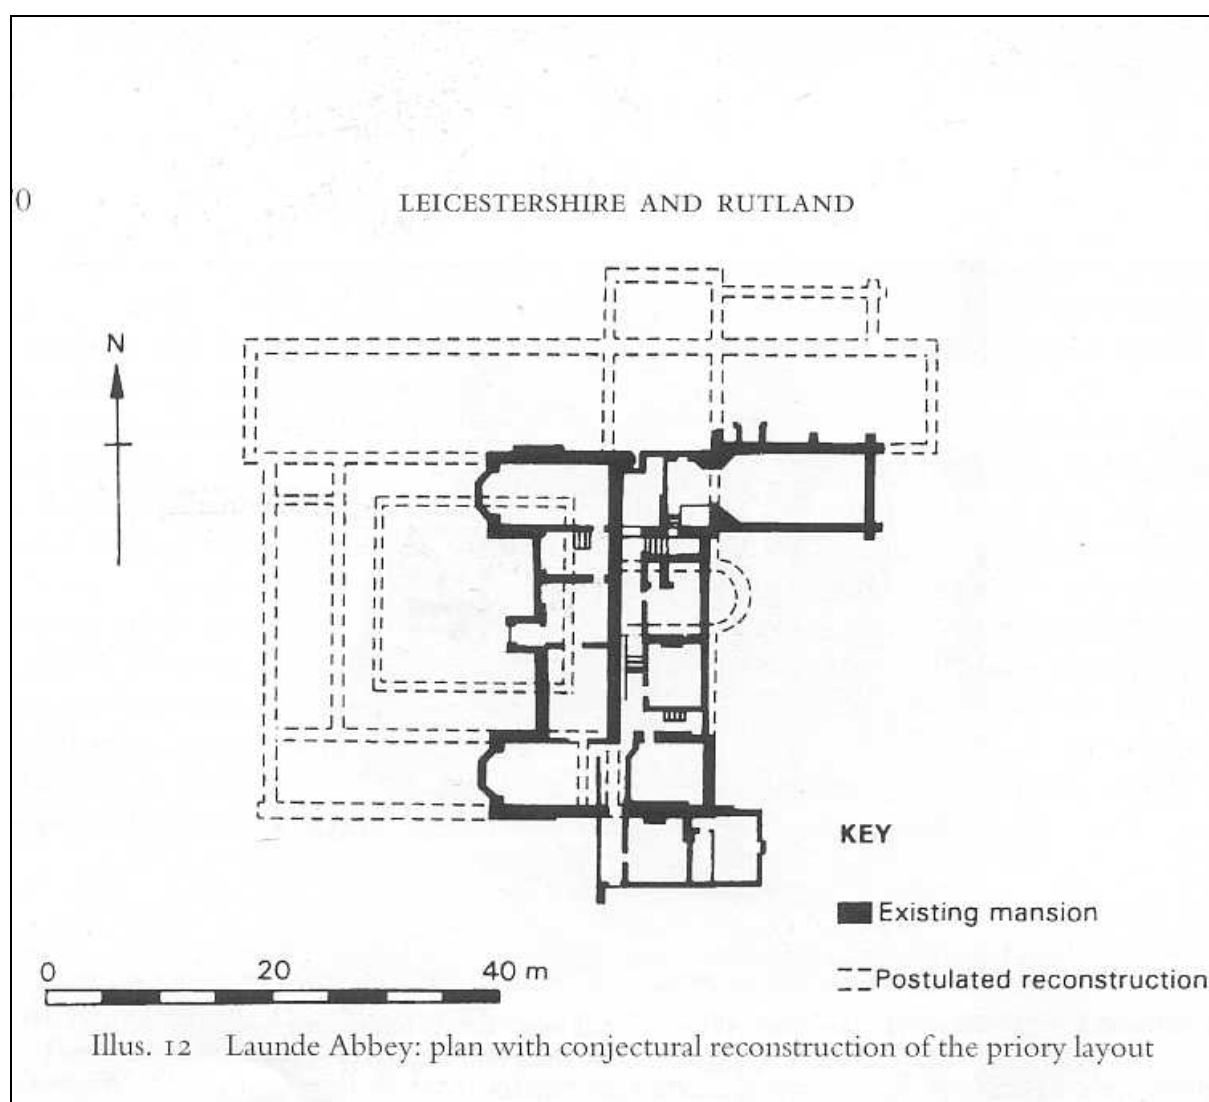 70
LEICESTERSHIRE AND RUTLAND
N
KEY
Existing mansion
Postulated reconstruction
0 20 40 m
Illus. 12 Launde Abbey: plan with conjectural reconstruction of the priory layout